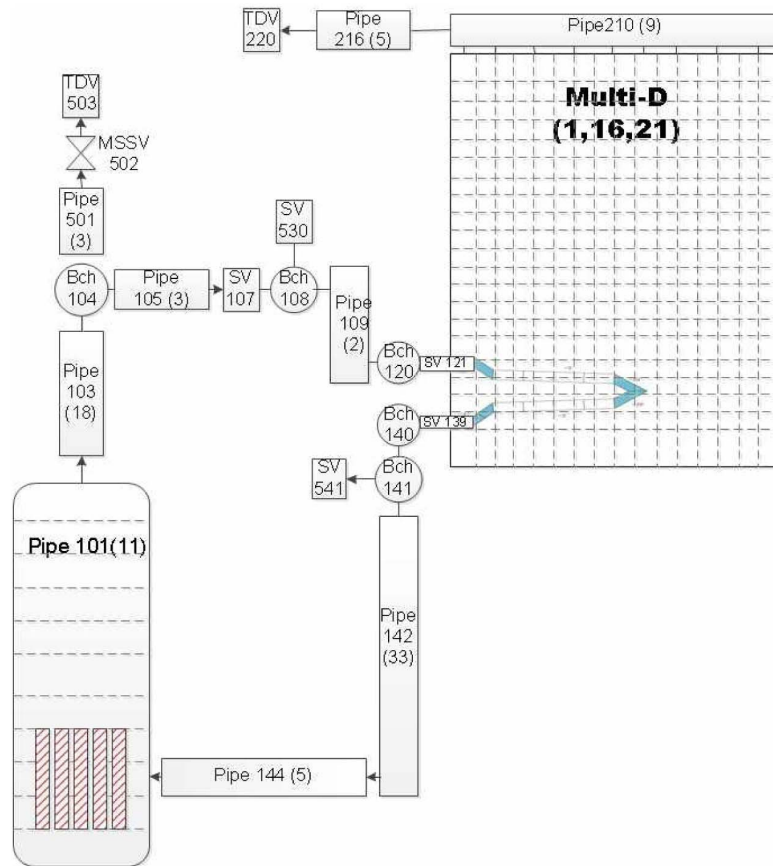 TDV
220
Pipe
216 (5)
Pipe210 (9)
Multi-D
(1,16,21)
TDV
503
MSSV
502
Pipe
501
(3)
SV
530
Bch
104
Pipe
105 (3)
SV
107
Bch
108
Pipe
109
(2)
Bch
120
SV 121
Pipe
103
(18)
Bch
140
SV 139
SV
541
Bch
141
Pipe 101(11)
Pipe
142
(33)
Pipe 144 (5)